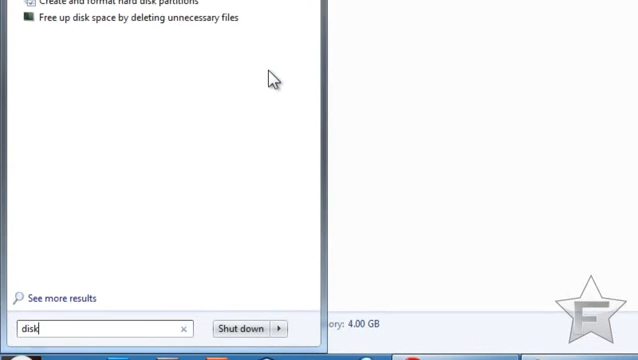 Create and format hard disk partitions
Free up disk space by deleting unnecessary files
See more results
disk
Shut down
ory: 4.00 GB
F